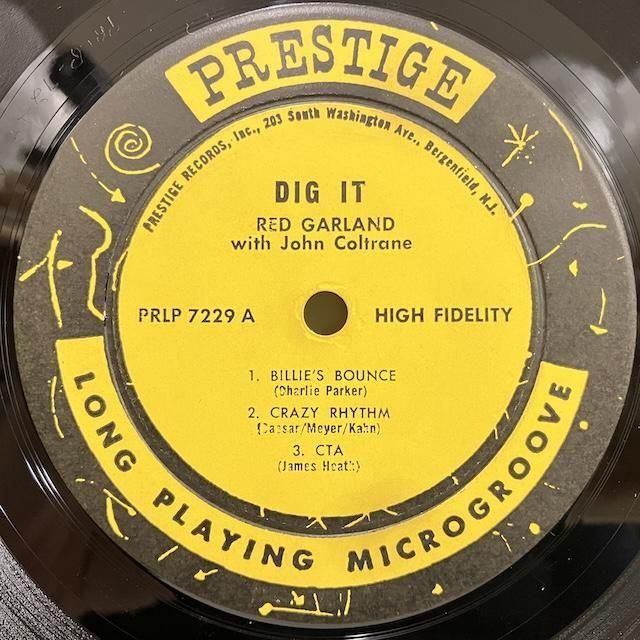 PRESTIGE
PRESTIGE RECORDS, Inc., 203 South Washington Ave., Bergenfield, N.J.
DIG IT
RED GARLAND
with John Coltrane
PRLP 7229 A
HIGH FIDELITY
1. BILLIE'S BOUNCE
(Charlie Parker)
2. CRAZY RHYTHM
(Caesar/Meyer/Kahn)
3. CTA
(James Heath)
LONG PLAYING MICROGROOVE